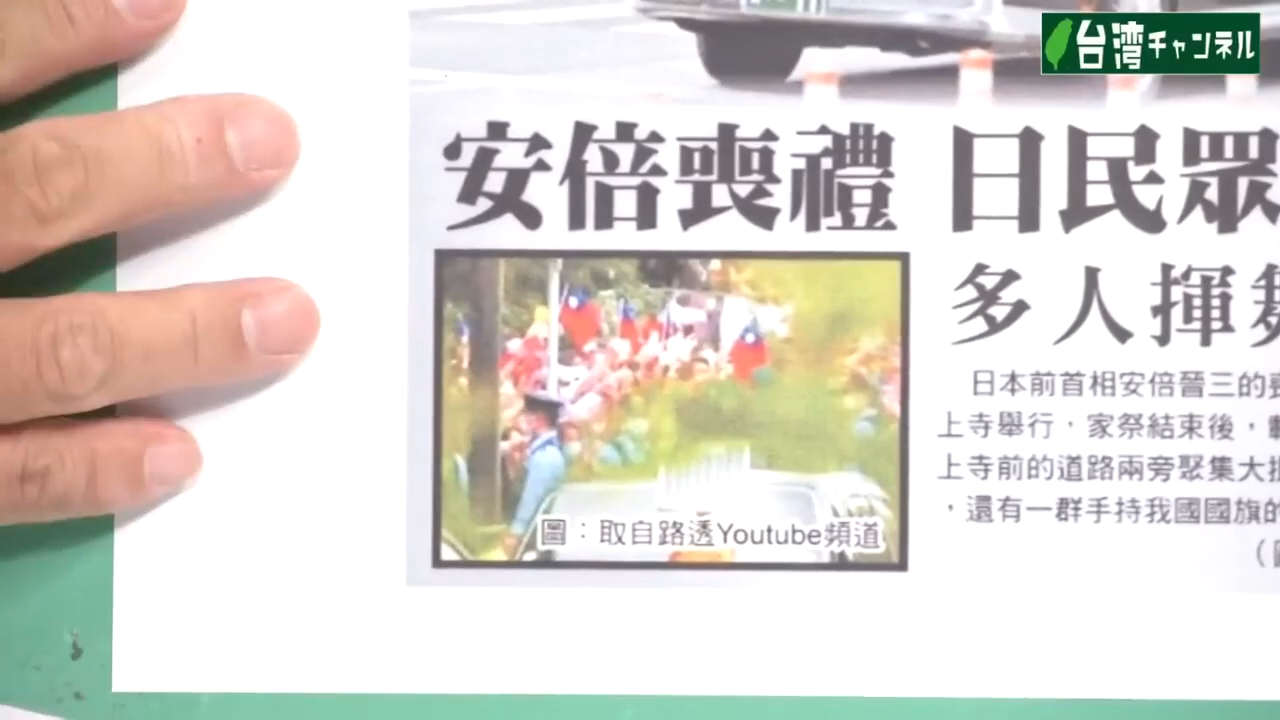 台湾チャンネル
安倍喪禮 日民眾
多人揮
日本前首相安倍晉三的
上寺舉行，家祭結束後，
上寺前的道路兩旁聚集大
，還有一群手持我國國旗的
圖：取自路透Youtube頻道